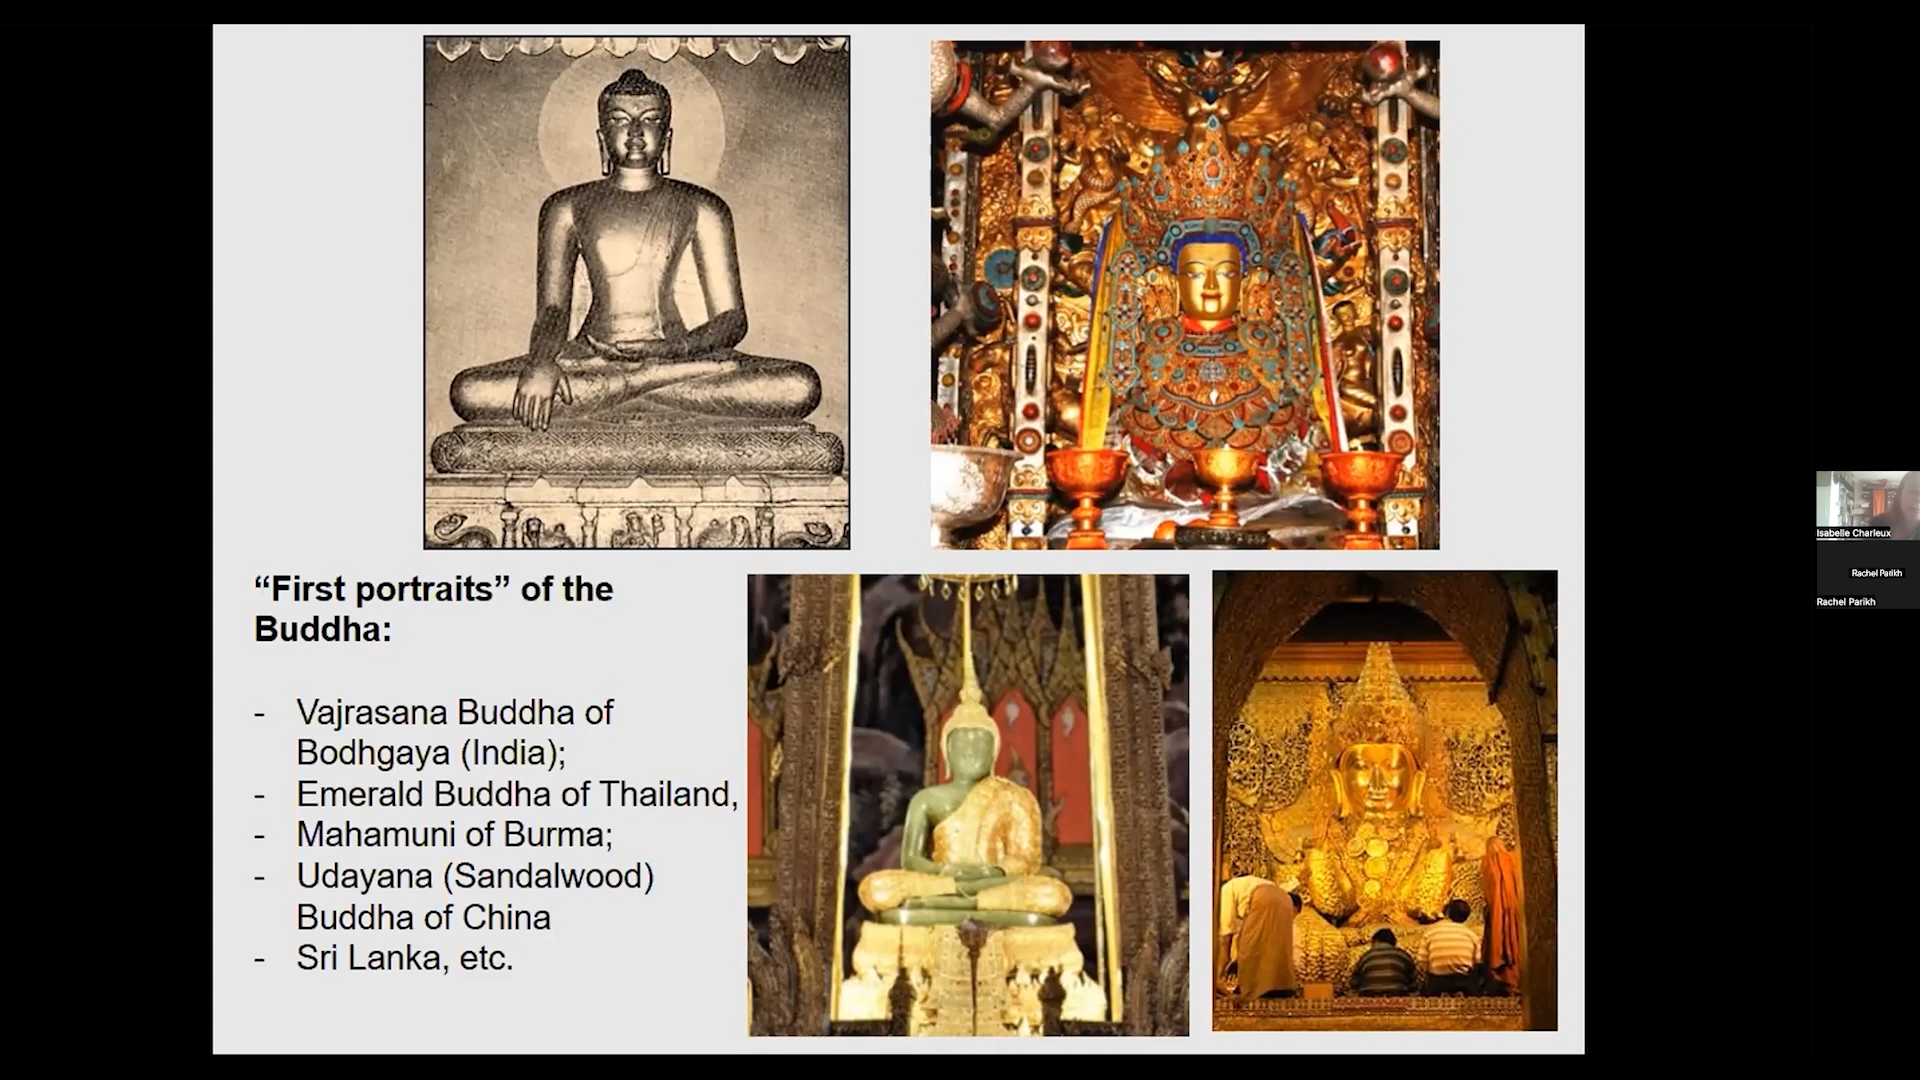 “First portraits” of the
Buddha:
- Vajrasana Buddha of
Bodhgaya (India);
- Emerald Buddha of Thailand,
- Mahamuni of Burma;
- Udayana (Sandalwood)
Buddha of China
- Sri Lanka, etc.
Isabelle Charleux
Rachel Parikh
Rachel Parikh